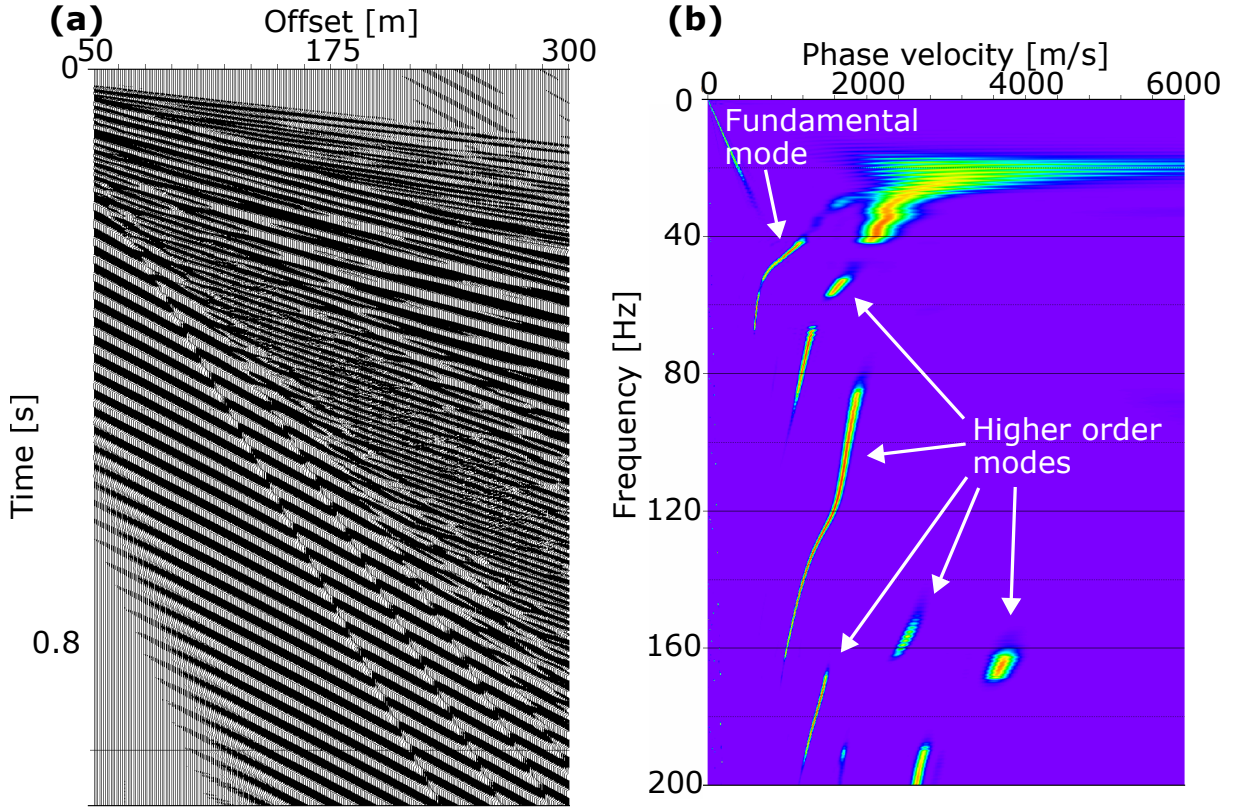 (a)
Offset [m]
50 175 300
0
Time [s]
0.8
(b)
Phase velocity [m/s]
0 2000 4000 6000
0
Fundamental
mode
40
Frequency [Hz]
80
Higher order
modes
120
160
200